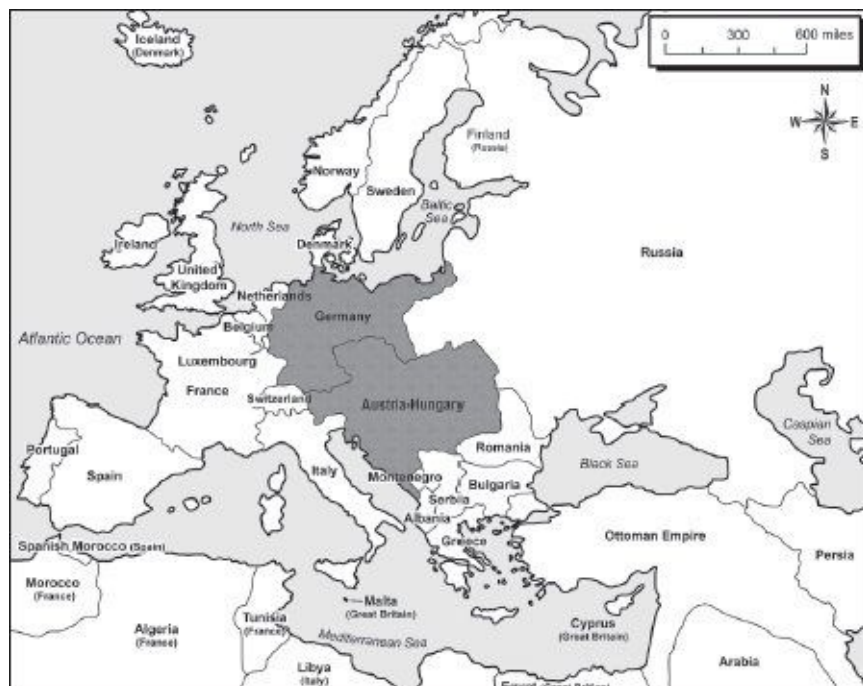 Iceland
(Denmark)
0 300 600 miles
N
W E
S
Finland
(Russia)
Norway
Sweden
Baltic
Sea
North Sea
Ireland
Denmark
Russia
United
Kingdom
Netherlands
Germany
Belgium
Atlantic Ocean
Luxembourg
France
Switzerland
Austria-Hungary
Caspian
Sea
Romania
Black Sea
Portugal
Spain
Italy
Montenegro
Bulgaria
Serbia
Albania
Greece
Ottoman Empire
Persia
Spanish Morocco (Spain)
Morocco
(France)
Malta
(Great Britain)
Cyprus
(Great Britain)
Algeria
(France)
Tunisia
(France)
Mediterranean Sea
Libya
(Italy)
Arabia